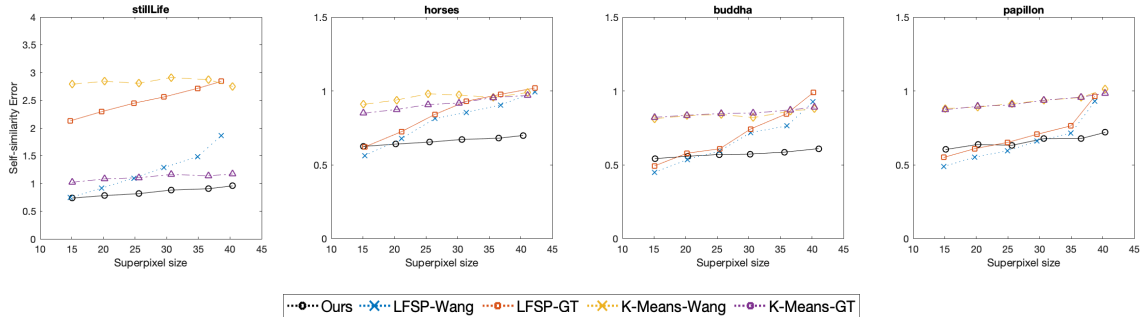 stillLife
horses
buddha
papillon
Self-similarity Error
4
3.5
3
2.5
2
1.5
1
0.5
0
10 15 20 25 30 35 40 45
Superpixel size
1.5
1
0.5
0
10 15 20 25 30 35 40 45
Superpixel size
1.5
1
0.5
0
10 15 20 25 30 35 40 45
Superpixel size
1.5
1
0.5
0
10 15 20 25 30 35 40 45
Superpixel size
Ours LFSP-Wang LFSP-GT K-Means-Wang K-Means-GT